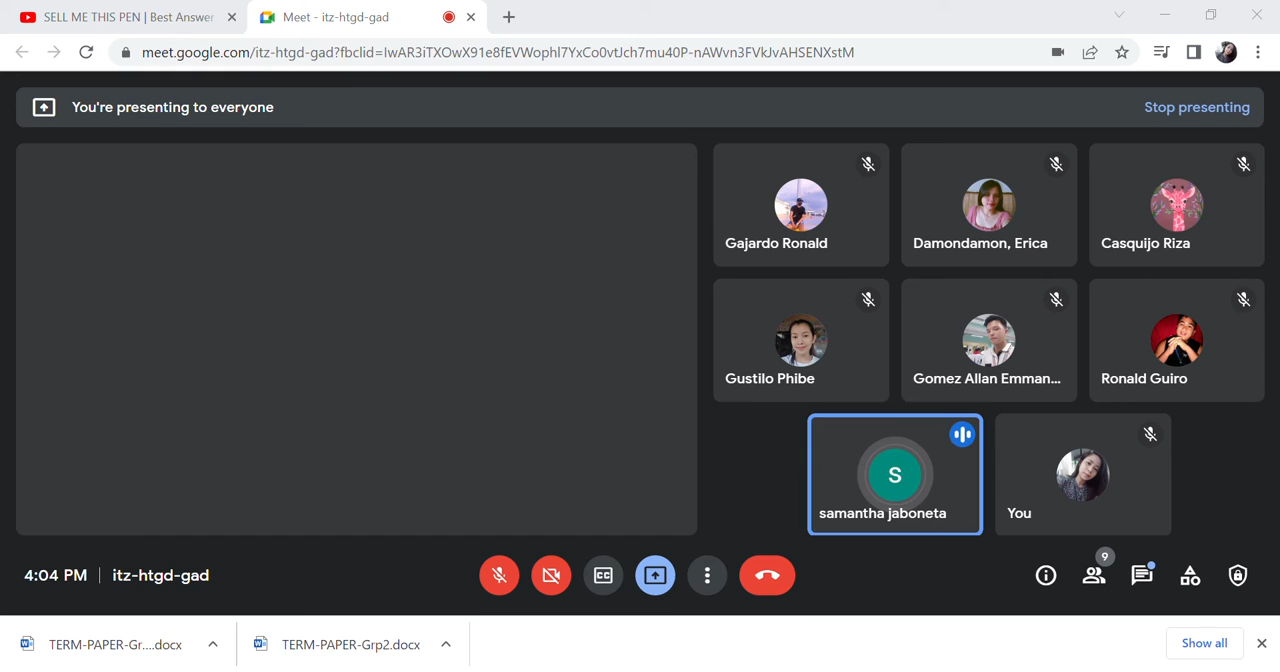 SELL ME THIS PEN | Best Answer
Meet - itz-htgd-gad
meet.google.com/itz-htgd-gad?fbclid=IwAR3iTXOwX91e8fEVWophl7YxCo0vtJch7mu40P-nAWvn3FVkJvAHSENXstM
You're presenting to everyone
Stop presenting
Gajardo Ronald
Damondamon, Erica
Casquijo Riza
Gustilo Phibe
Gomez Allan Emman...
Ronald Guiro
S
samantha jaboneta
You
4:04 PM | itz-htgd-gad
9
TERM-PAPER-Gr....docx
TERM-PAPER-Grp2.docx
Show all